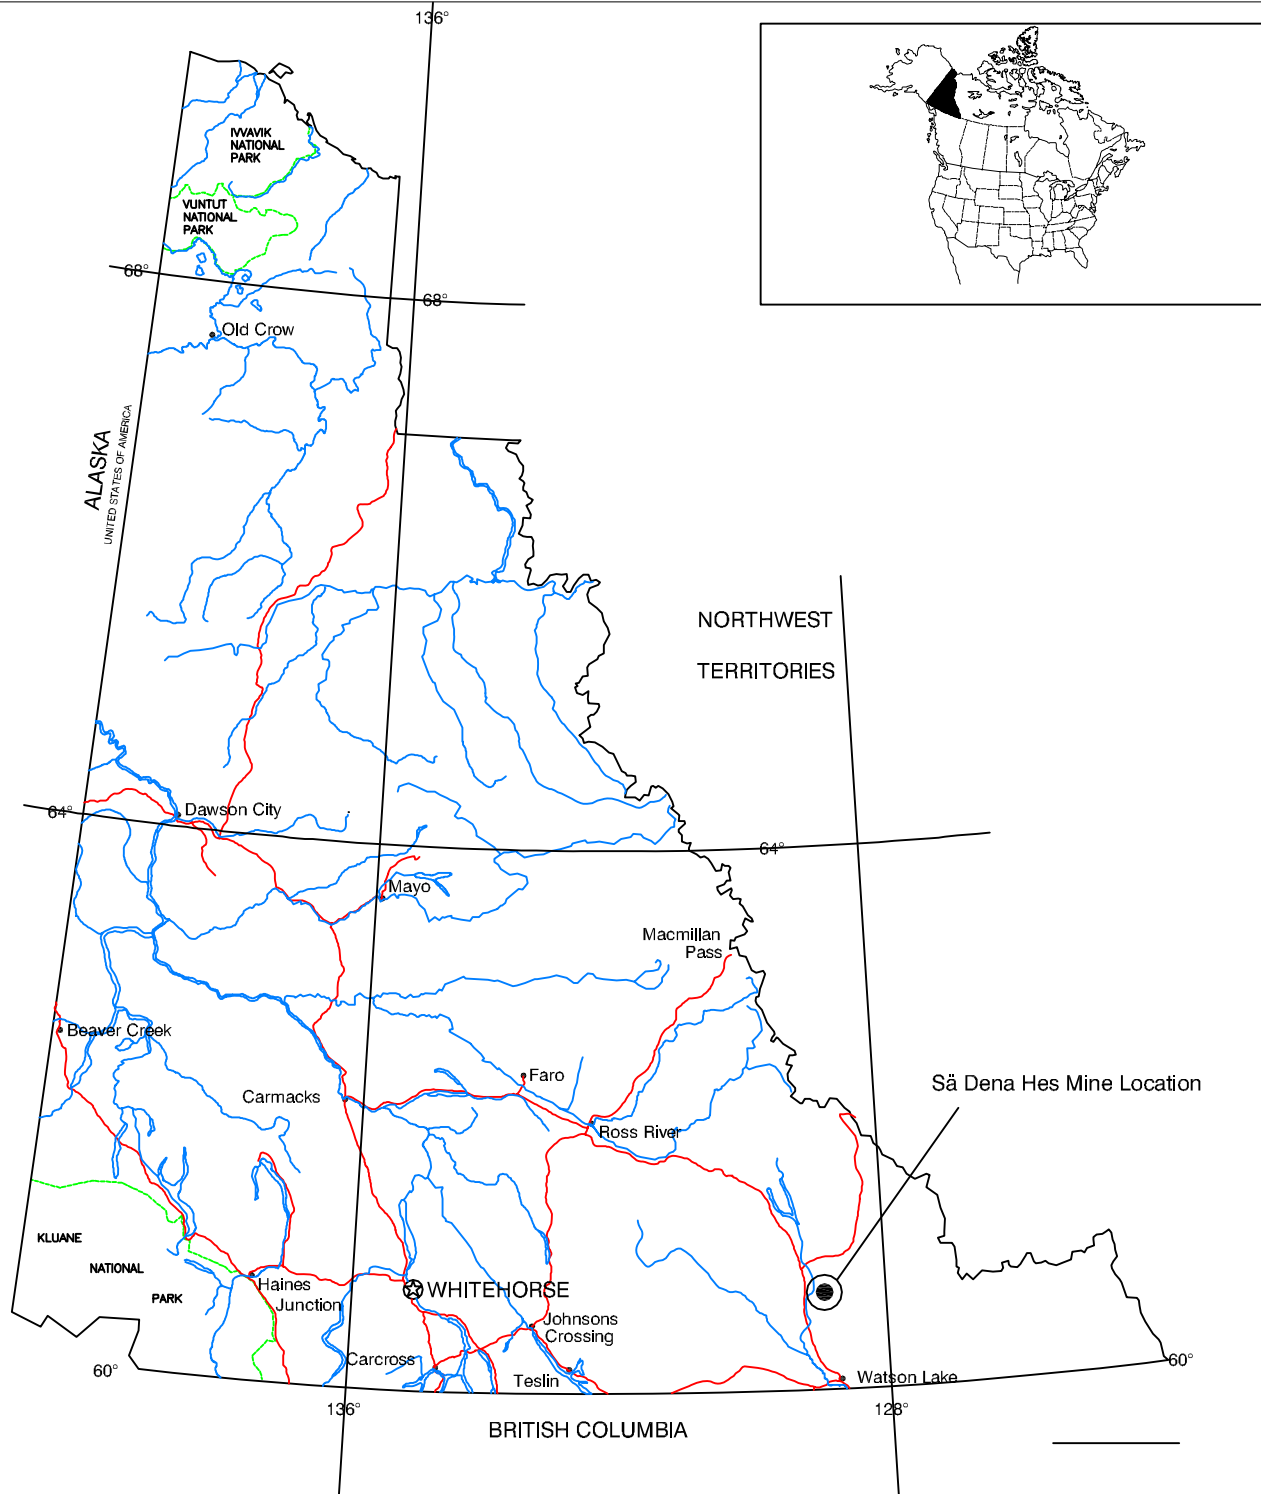 136°
IVVAVIK
NATIONAL
PARK
VUNTUT
NATIONAL
PARK
68°
68°
Old Crow
ALASKA
UNITED STATES OF AMERICA
NORTHWEST
TERRITORIES
64°
Dawson City
64°
Mayo
Macmillan
Pass
Beaver Creek
Faro
Sä Dena Hes Mine Location
Carmacks
Ross River
KLUANE
NATIONAL
PARK
Haines
Junction
WHITEHORSE
Johnsons
Crossing
Carcross
Teslin
60°
60°
Watson Lake
136°
128°
BRITISH COLUMBIA